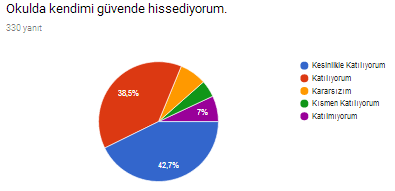 Okulda kendimi güvende hissediyorum.
330 yanıt
38,5%
7%
42,7%
Kesinlikle Katılıyorum
Katılıyorum
Kararsızım
Kısmen Katılıyorum
Katılmıyorum